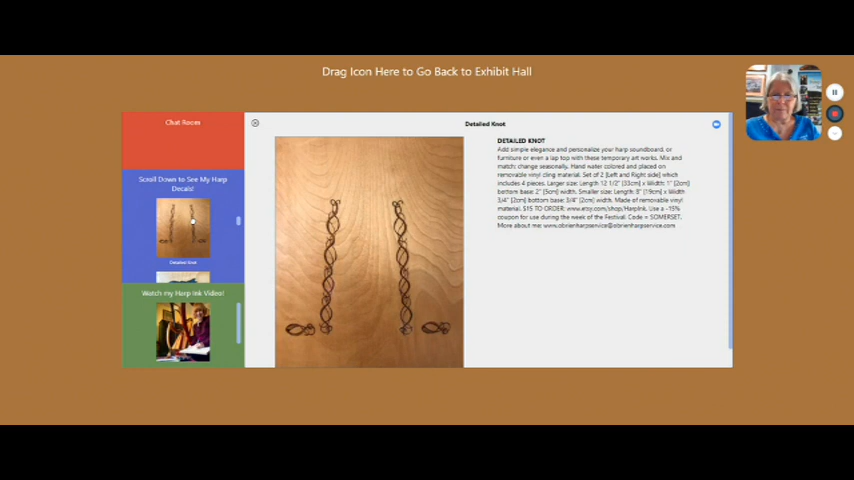 Drag Icon Here to Go Back to Exhibit Hall
Chat Room
Scroll Down to See My Harp
Decals!
Detailed Knot
Watch my Harp Ink Video!
Detailed Knot
DETAILED KNOT
Add simple elegance and personalize your harp soundboard, or
furniture or even a lap top with these temporary art works. Mix and
match: change seasonally. Hand water colored and placed on
removable vinyl cling material. Set of 2 [Left and Right side] which
includes 4 pieces. Larger size: Length 12 1/2" [33cm] x Width: 1" [2cm]
bottom base: 2" [5cm] width. Smaller size: Length: 8" [19cm] x Width
3/4" [2cm] bottom base: 3/4" [2cm] width. Made of removable vinyl
material. $15 TO ORDER: www.etsy.com/shop/HarpInk. Use a -15%
coupon for use during the week of the Festival. Code = SOMERSET.
More about me: www.obrienharpservice@obrienharpservice.com